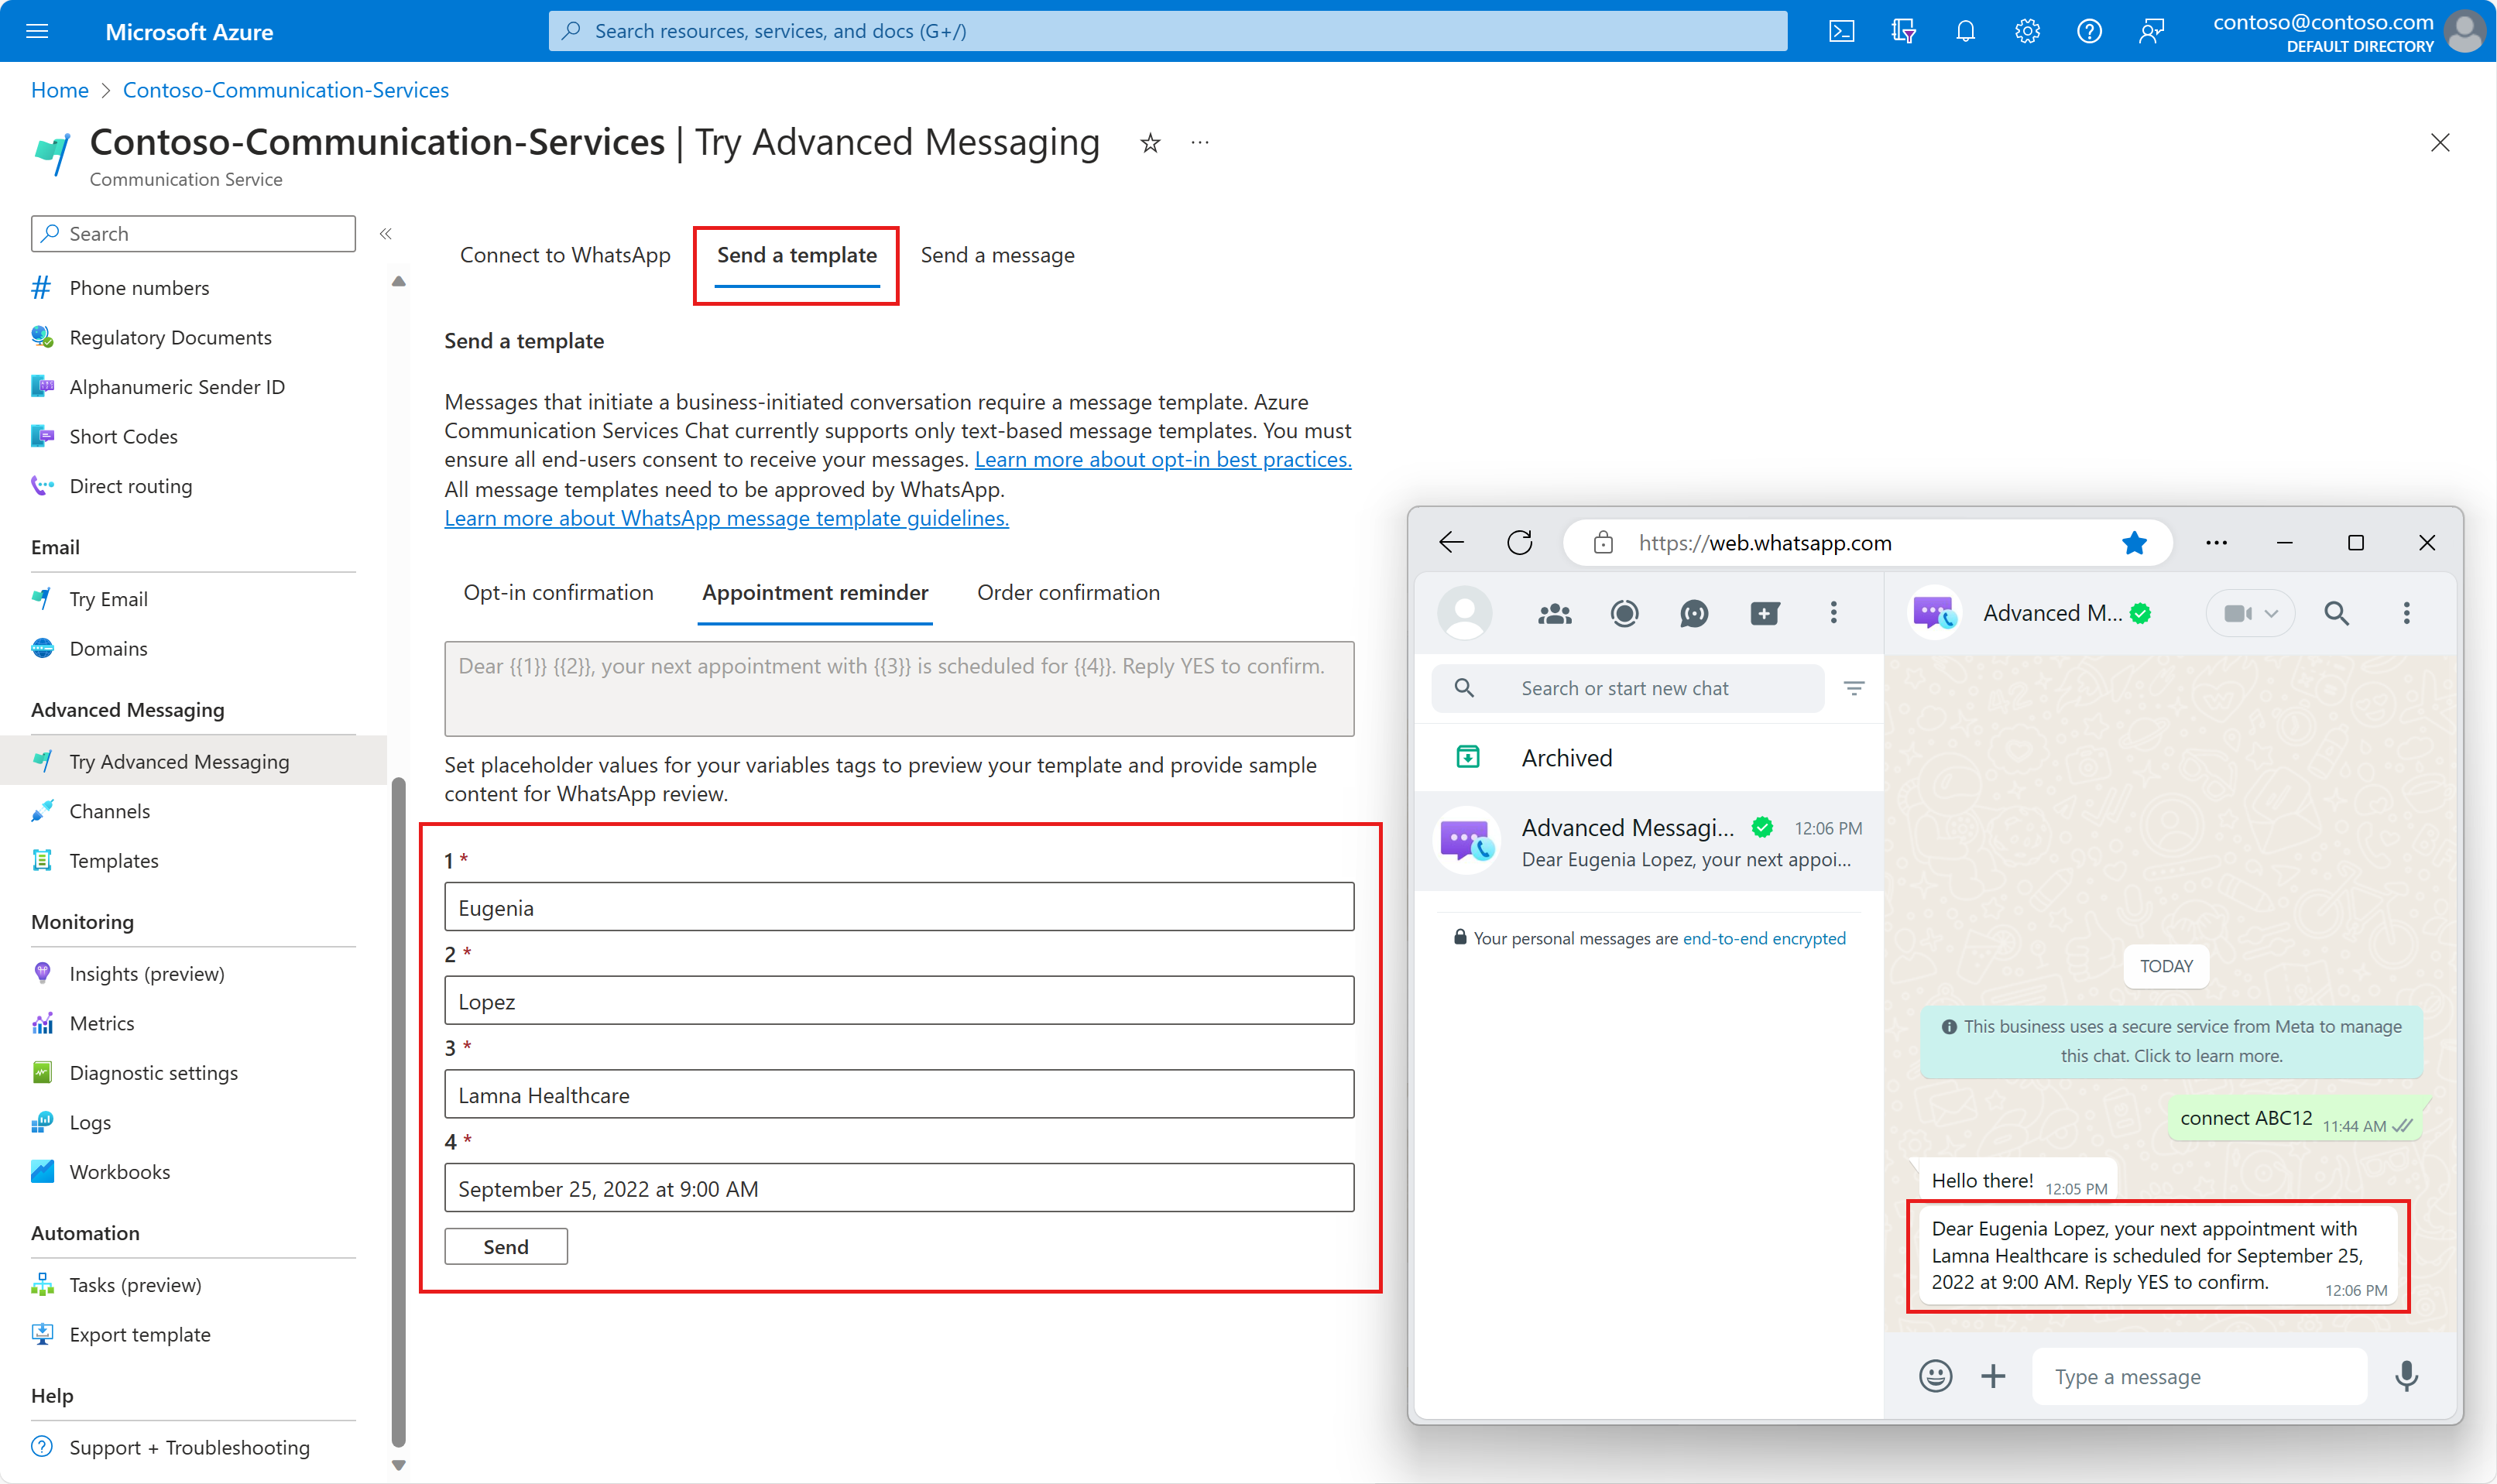 Microsoft Azure
Search resources, services, and docs (G+/)
contoso@contoso.com
DEFAULT DIRECTORY
Home > Contoso-Communication-Services
Contoso-Communication-Services | Try Advanced Messaging
Communication Service
Search
Phone numbers
Regulatory Documents
Alphanumeric Sender ID
Short Codes
Direct routing
Email
Try Email
Domains
Advanced Messaging
Try Advanced Messaging
Channels
Templates
Monitoring
Insights (preview)
Metrics
Diagnostic settings
Logs
Workbooks
Automation
Tasks (preview)
Export template
Help
Support + Troubleshooting
Connect to WhatsApp
Send a template
Send a message
Send a template
Messages that initiate a business-initiated conversation require a message template. Azure
Communication Services Chat currently supports only text-based message templates. You must
ensure all end-users consent to receive your messages. Learn more about opt-in best practices.
All message templates need to be approved by WhatsApp.
Learn more about WhatsApp message template guidelines.
Opt-in confirmation
Appointment reminder
Order confirmation
Dear {{1}} {{2}}, your next appointment with {{3}} is scheduled for {{4}}. Reply YES to confirm.
Set placeholder values for your variables tags to preview your template and provide sample
content for WhatsApp review.
1 *
Eugenia
2 *
Lopez
3 *
Lamna Healthcare
4 *
September 25, 2022 at 9:00 AM
Send
https://web.whatsapp.com
Search or start new chat
Archived
Advanced Messagi... 12:06 PM
Dear Eugenia Lopez, your next appoi...
Your personal messages are end-to-end encrypted
Advanced M...
TODAY
This business uses a secure service from Meta to manage
this chat. Click to learn more.
connect ABC12 11:44 AM
Hello there! 12:05 PM
Dear Eugenia Lopez, your next appointment with
Lamna Healthcare is scheduled for September 25,
2022 at 9:00 AM. Reply YES to confirm. 12:06 PM
Type a message